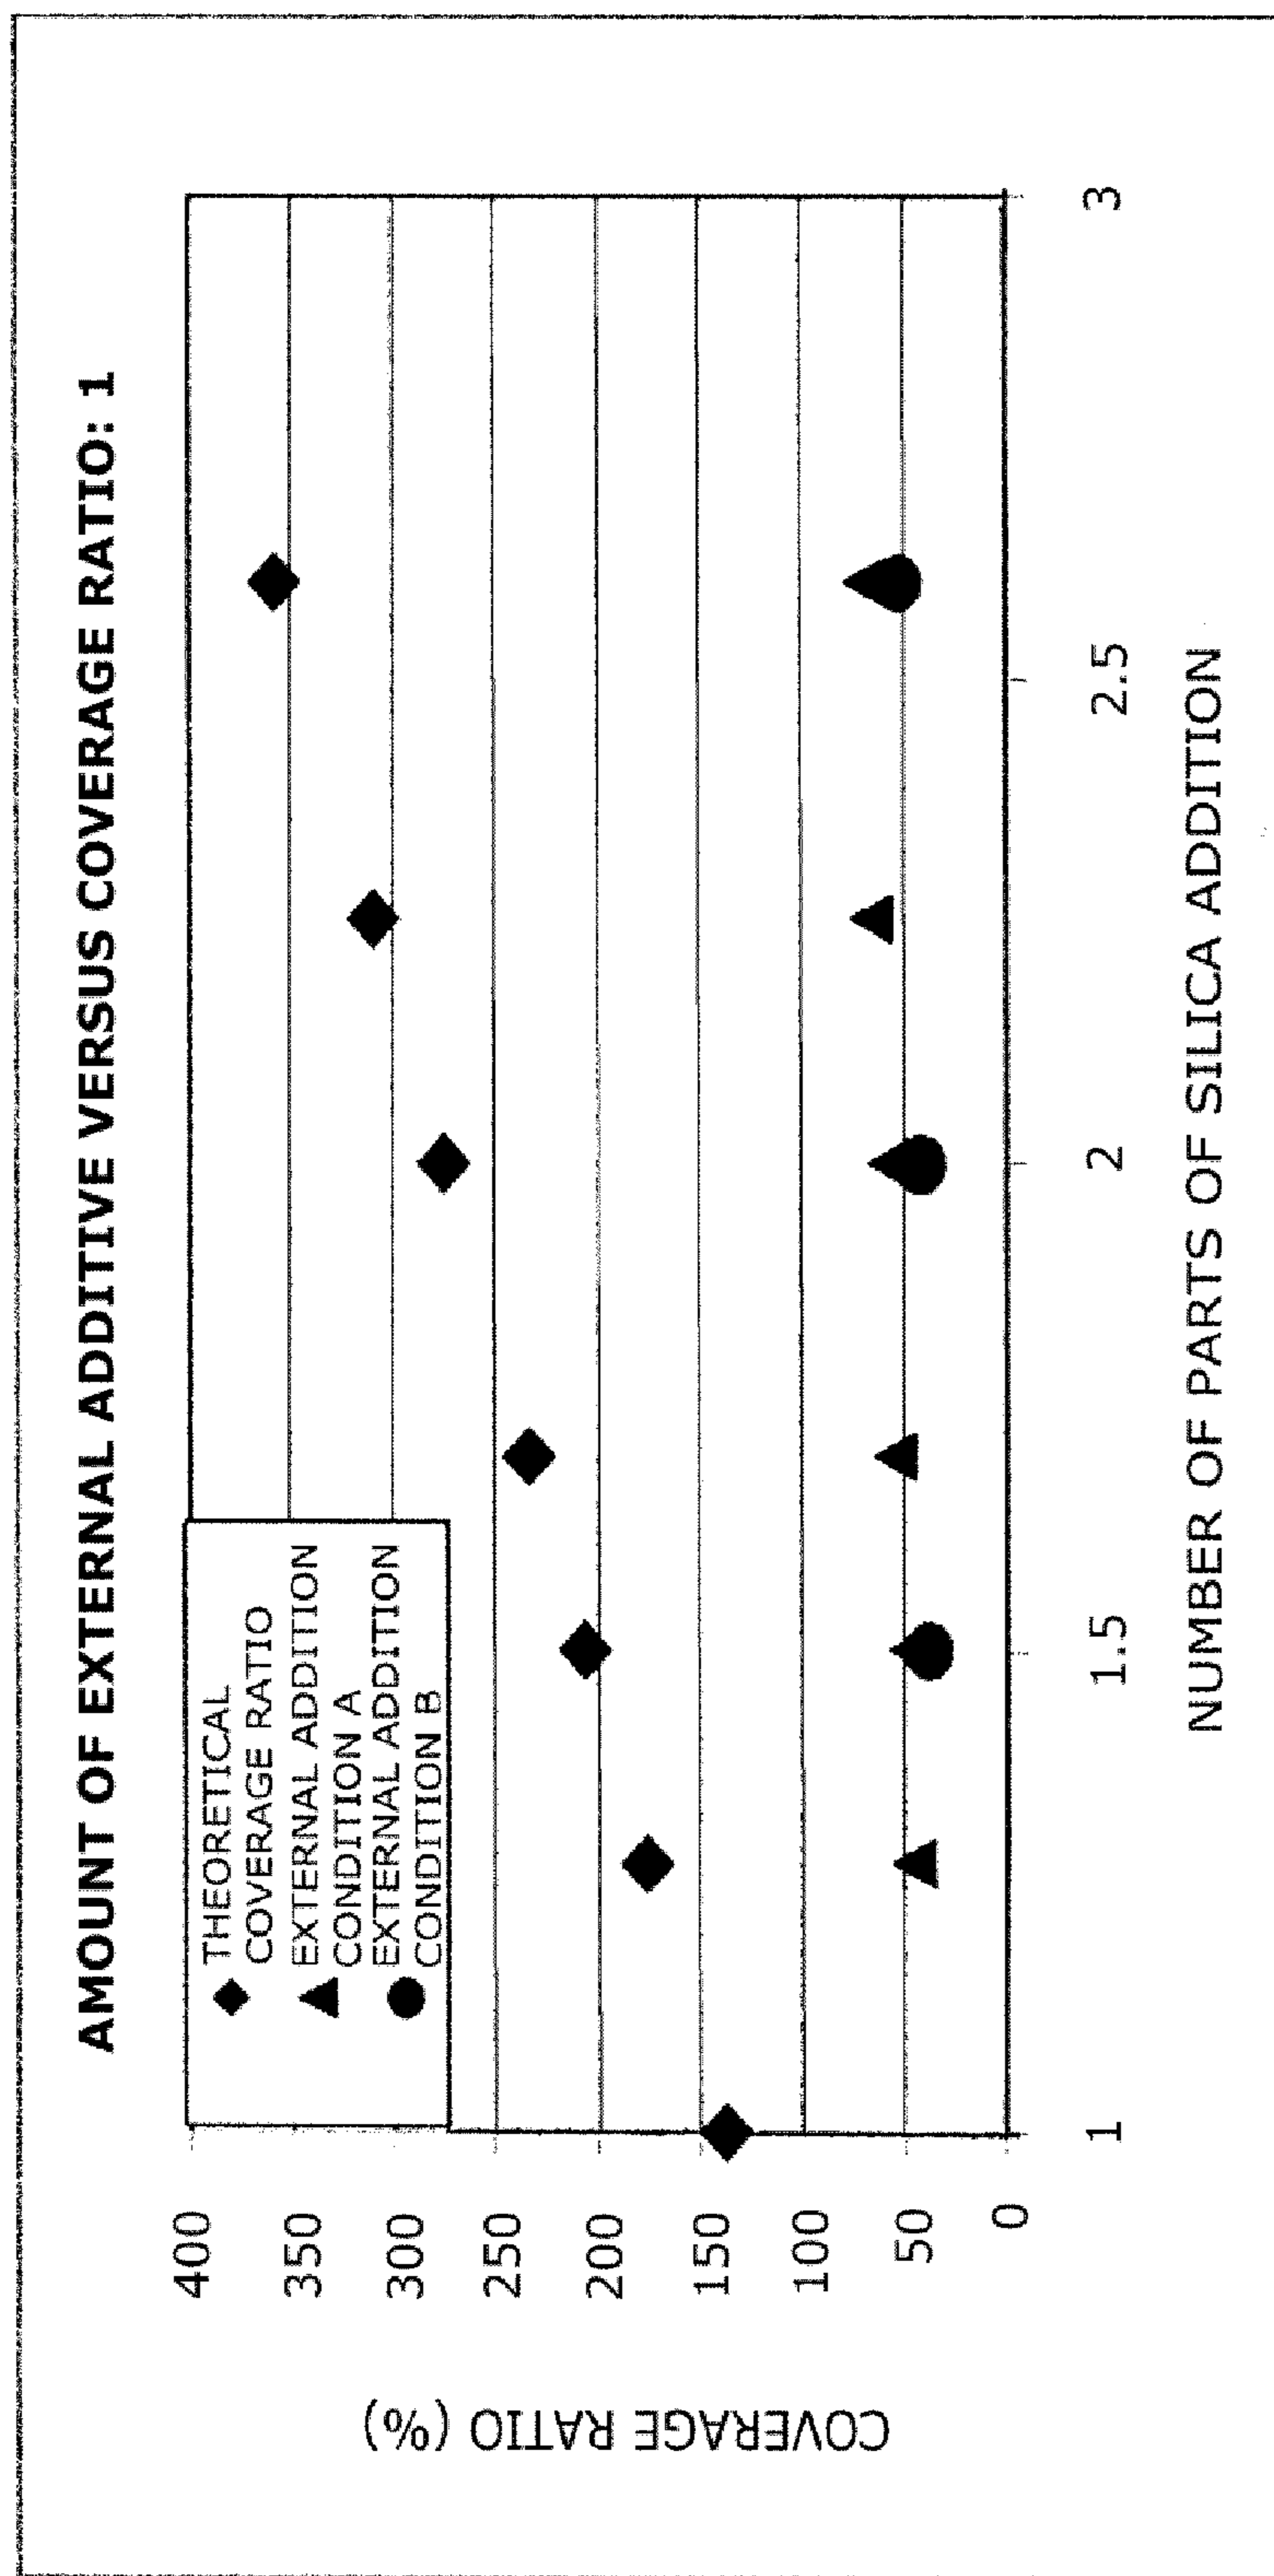 AMOUNT OF EXTERNAL ADDITIVE VERSUS COVERAGE RATIO: 1
THEORETICAL
COVERAGE RATIO
EXTERNAL ADDITION
CONDITION A
EXTERNAL ADDITION
CONDITION B
COVERAGE RATIO (%)
400
350
300
250
200
150
100
50
0
1
1.5
2
2.5
3
NUMBER OF PARTS OF SILICA ADDITION